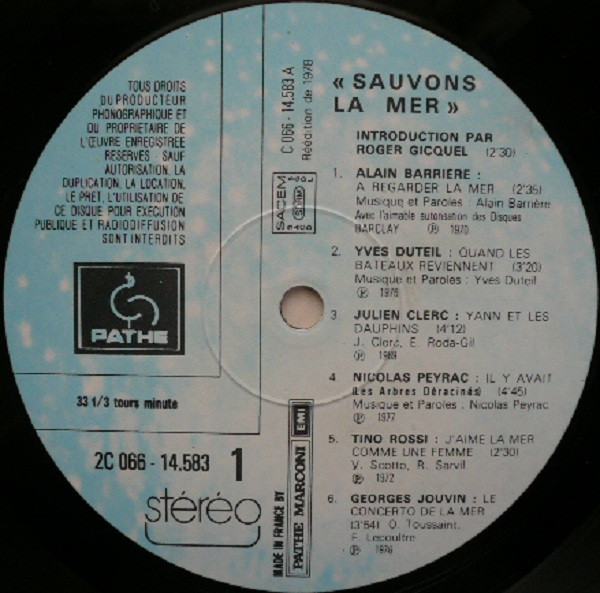 TOUS DROITS
DU PRODUCTEUR
PHONOGRAPHIQUE ET
DU PROPRIETAIRE DE
L'ŒUVRE ENREGISTREE
RESERVES - SAUF
AUTORISATION, LA
DUPLICATION, LA LOCATION,
LE PRÊT, L'UTILISATION DE
CE DISQUE POUR EXECUTION
PUBLIQUE ET RADIODIFFUSION
SONT INTERDITS
PATHE
33 1/3 tours minute
2C 066 - 14.583 1
stéréo
C 066 - 14.583 A
Réédition de 1978
SACEM
MADE IN FRANCE BY
PATHE MARCONI EMI
« SAUVONS
LA MER »
INTRODUCTION PAR
ROGER GICQUEL (2'30)
1. ALAIN BARRIERE :
A REGARDER LA MER (2'35)
Musique et Paroles : Alain Barrière
Avec l'aimable autorisation des Disques
BARCLAY ℗ 1970
2. YVES DUTEIL : QUAND LES
BATEAUX REVIENNENT (3'20)
Musique et Paroles : Yves Duteil
℗ 1976
3 JULIEN CLERC : YANN ET LES
DAUPHINS (4'12)
J. Clerc, E. Roda-Gil
℗
4 NICOLAS PEYRAC : IL Y AVAIT
(Les Arbres Déracinés) (4'45)
Musique et Paroles : Nicolas Peyrac
℗ 1977
5. TINO ROSSI : J'AIME LA MER
COMME UNE FEMME (2'30)
V. Scotto, R. Sarvil
℗ 1972
6. GEORGES JOUVIN : LE
CONCERTO DE LA MER
(3'54) O. Toussaint,
F. Lecoultre
℗ 1978